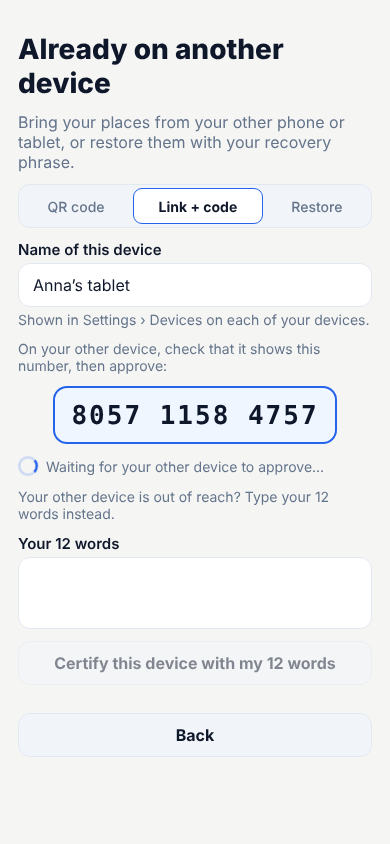 Already on another
device
Bring your places from your other phone or
tablet, or restore them with your recovery
phrase.
QR code
Link + code
Restore
Name of this device
Anna's tablet
Shown in Settings › Devices on each of your devices.
On your other device, check that it shows this
number, then approve:
8057 1158 4757
Waiting for your other device to approve…
Your other device is out of reach? Type your 12
words instead.
Your 12 words
Certify this device with my 12 words
Back